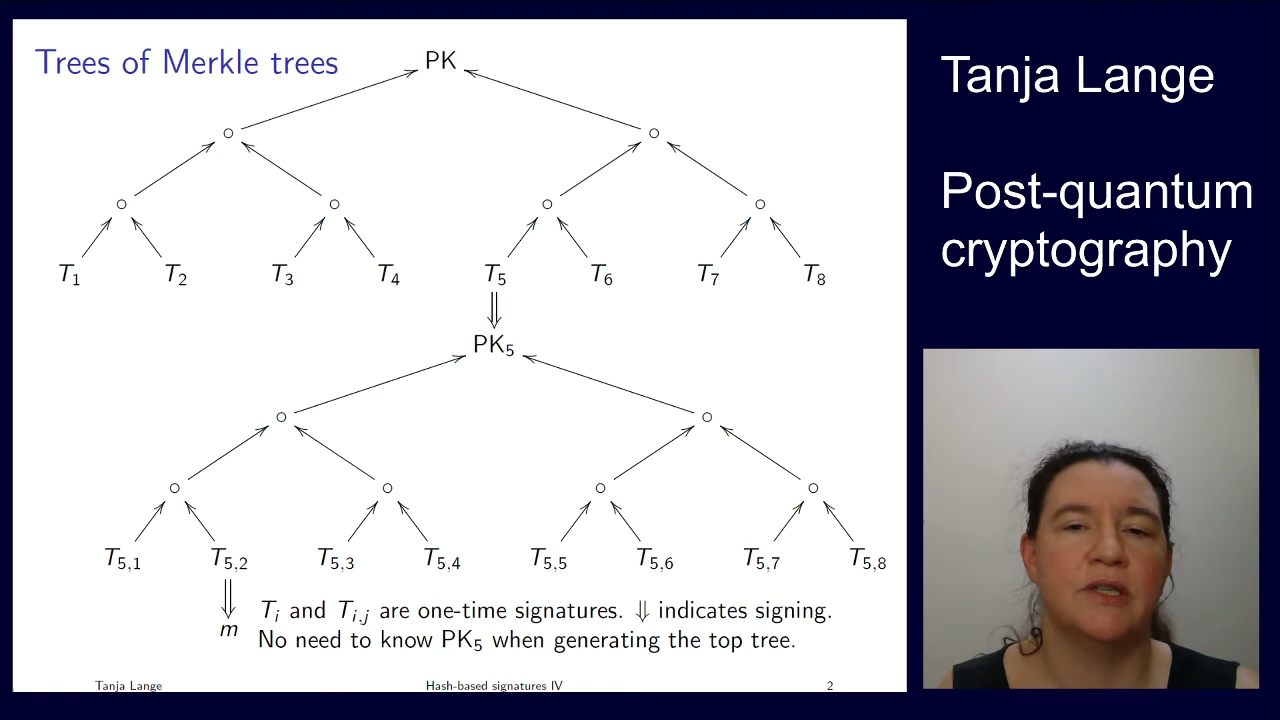 Trees of Merkle trees
PK
T1 T2 T3 T4 T5 T6 T7 T8
⇓
PK5
T5,1 T5,2 T5,3 T5,4 T5,5 T5,6 T5,7 T5,8
⇓
m
Ti and Ti,j are one-time signatures. ⇓ indicates signing.
No need to know PK5 when generating the top tree.
Tanja Lange Hash-based signatures IV 2
Tanja Lange
Post-quantum
cryptography